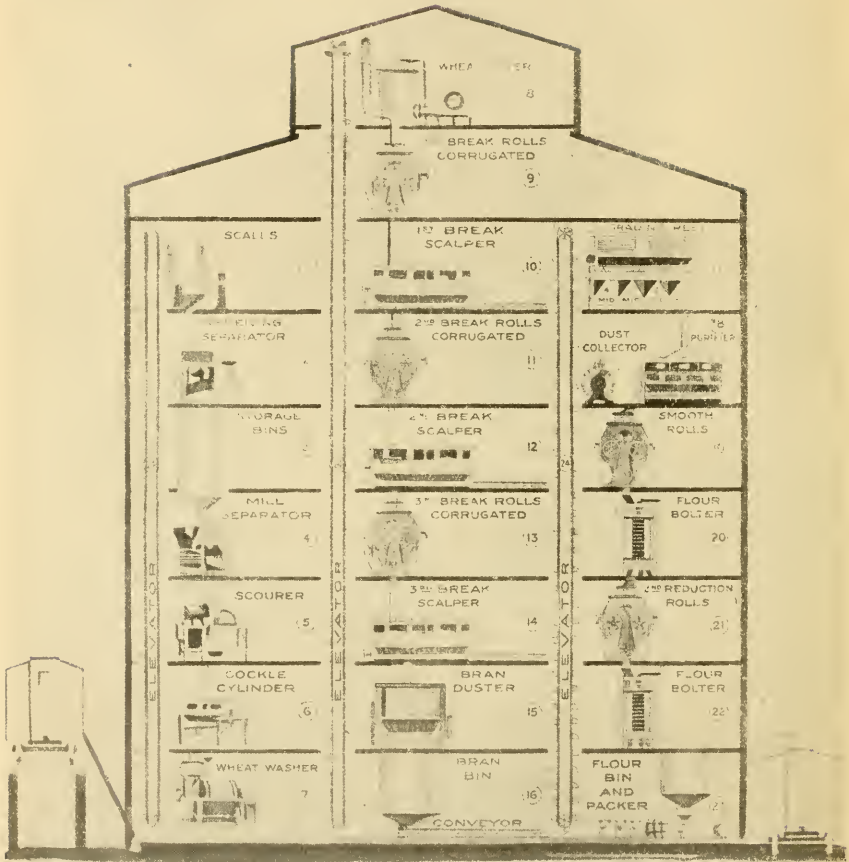 8
BREAK ROLLS
CORRUGATED
9
SCALES
1ST BREAK
SCALPER
10
SEPARATOR
2ND BREAK ROLLS
CORRUGATED
11
DUST
COLLECTOR
18
PURIFIER
STORAGE
BINS
2ND BREAK
SCALPER
12
SMOOTH
ROLLS
19
MILL
SEPARATOR
4
3RD BREAK ROLLS
CORRUGATED
13
FLOUR
BOLTER
20
SCOURER
5
3RD BREAK
SCALPER
14
2ND REDUCTION
ROLLS
21
COCKLE
CYLINDER
6
BRAN
DUSTER
15
FLOUR
BOLTER
22
WHEAT WASHER
7
BRAN
BIN
16
CONVEYOR
FLOUR
BIN
AND
PACKER
ELEVATOR
ELEVATOR
24
ELEVATOR